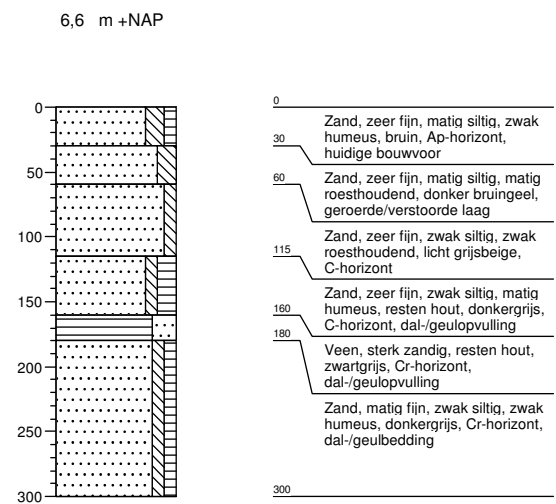 6,6 m +NAP
0
50
100
150
200
250
300
0
Zand, zeer fijn, matig siltig, zwak
humeus, bruin, Ap-horizont,
huidige bouwvoor
30
Zand, zeer fijn, matig siltig, matig
roesthoudend, donker bruingeel,
geroerde/verstoorde laag
60
Zand, zeer fijn, zwak siltig, zwak
roesthoudend, licht grijsbeige,
C-horizont
115
Zand, zeer fijn, zwak siltig, matig
humeus, resten hout, donkergrijs,
C-horizont, dal-/geulopvulling
160
Veen, sterk zandig, resten hout,
zwartgrijs, Cr-horizont,
dal-/geulopvulling
180
Zand, matig fijn, zwak siltig, zwak
humeus, donkergrijs, Cr-horizont,
dal-/geulbedding
300